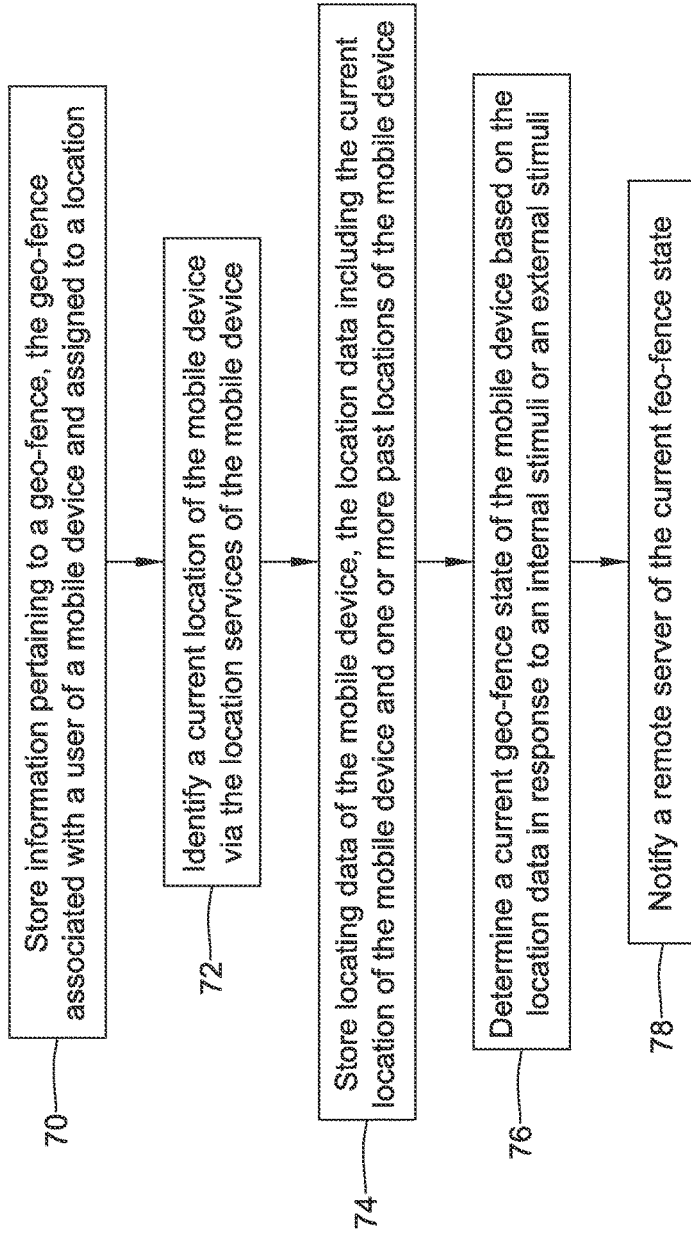 Store information pertaining to a geo-fence, the geo-fence
associated with a user of a mobile device and assigned to a location
70
Identify a current location of the mobile device
via the location services of the mobile device
72
Store locating data of the mobile device, the location data including the current
location of the mobile device and one or more past locations of the mobile device
74
Determine a current geo-fence state of the mobile device based on the
location data in response to an internal stimuli or an external stimuli
76
Notify a remote server of the current feo-fence state
78